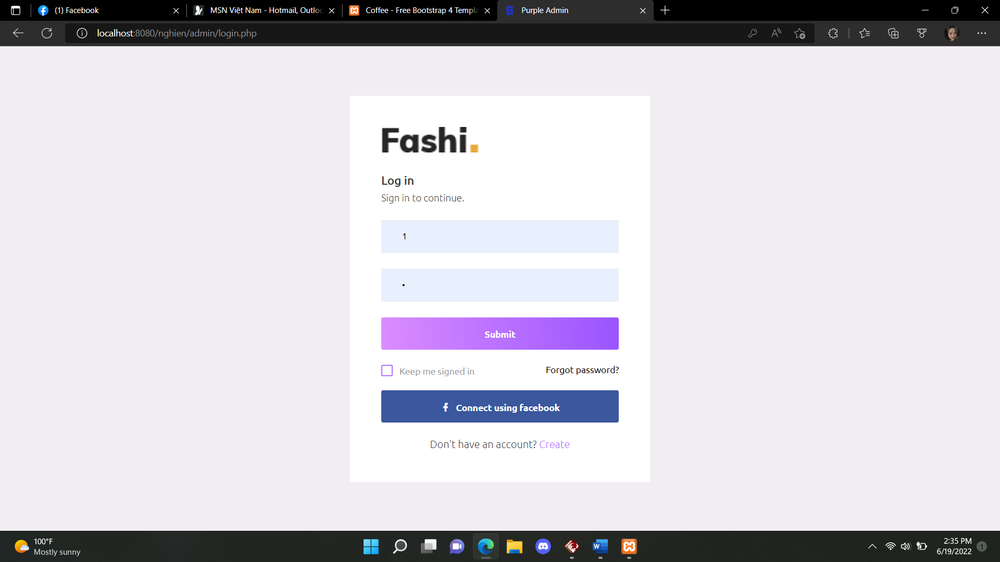 (1) Facebook
MSN Việt Nam - Hotmail, Outloo
Coffee - Free Bootstrap 4 Templa
Purple Admin
localhost:8080/nghien/admin/login.php
Fashi.
Log in
Sign in to continue.
1
•
Submit
Keep me signed in
Forgot password?
Connect using facebook
Don't have an account? Create
100°F
Mostly sunny
2:35 PM
6/19/2022
1